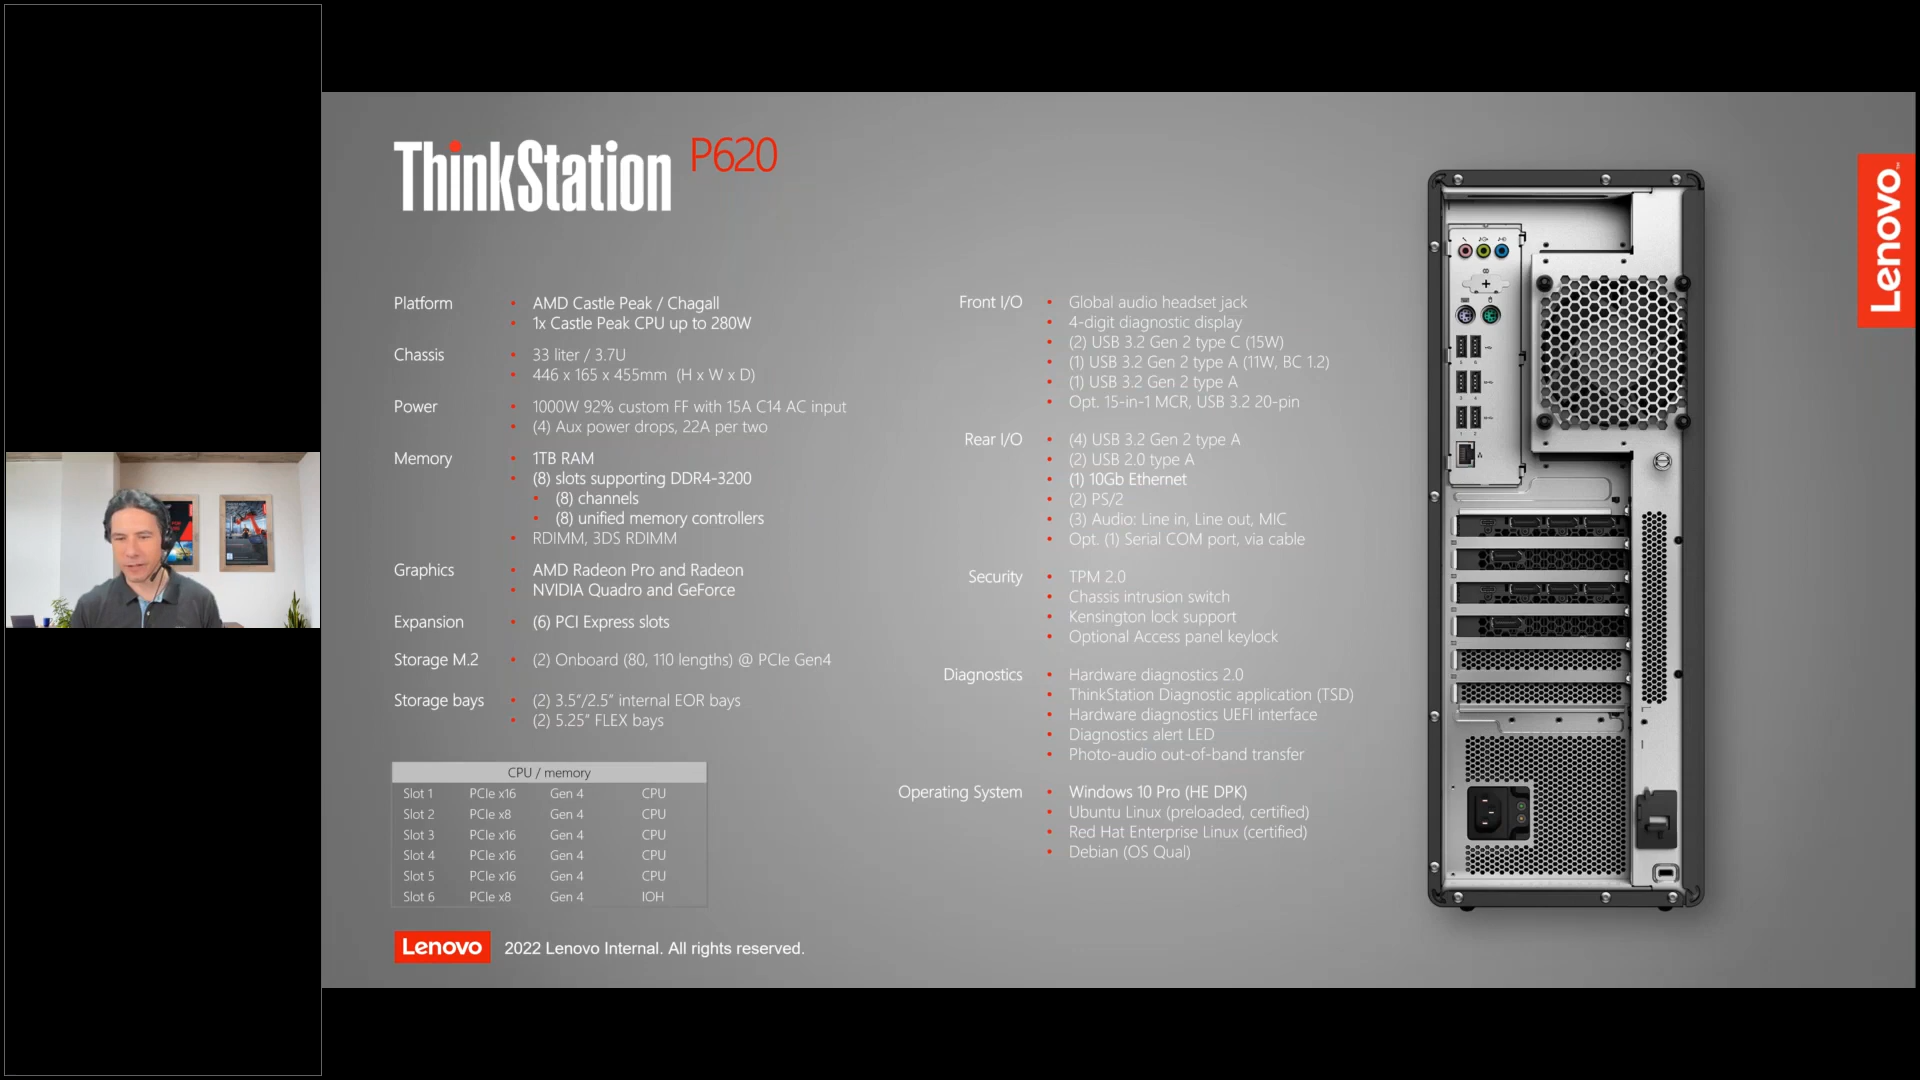 ThinkStation P620
Lenovo
Platform
AMD Castle Peak / Chagall
1x Castle Peak CPU up to 280W
Chassis
33 liter / 3.7U
446 x 165 x 455mm (H x W x D)
Power
1000W 92% custom FF with 15A C14 AC input
(4) Aux power drops, 22A per two
Memory
1TB RAM
(8) slots supporting DDR4-3200
(8) channels
(8) unified memory controllers
RDIMM, 3DS RDIMM
Graphics
AMD Radeon Pro and Radeon
NVIDIA Quadro and GeForce
Expansion
(6) PCI Express slots
Storage M.2
(2) Onboard (80, 110 lengths) @ PCIe Gen4
Storage bays
(2) 3.5”/2.5” internal EOR bays
(2) 5.25” FLEX bays
CPU / memory
Slot 1 PCIe x16 Gen 4 CPU
Slot 2 PCIe x8 Gen 4 CPU
Slot 3 PCIe x16 Gen 4 CPU
Slot 4 PCIe x16 Gen 4 CPU
Slot 5 PCIe x16 Gen 4 CPU
Slot 6 PCIe x8 Gen 4 IOH
Front I/O
Global audio headset jack
4-digit diagnostic display
(2) USB 3.2 Gen 2 type C (15W)
(1) USB 3.2 Gen 2 type A (11W, BC 1.2)
(1) USB 3.2 Gen 2 type A
Opt. 15-in-1 MCR, USB 3.2 20-pin
Rear I/O
(4) USB 3.2 Gen 2 type A
(2) USB 2.0 type A
(1) 10Gb Ethernet
(2) PS/2
(3) Audio: Line in, Line out, MIC
Opt. (1) Serial COM port, via cable
Security
TPM 2.0
Chassis intrusion switch
Kensington lock support
Optional Access panel keylock
Diagnostics
Hardware diagnostics 2.0
ThinkStation Diagnostic application (TSD)
Hardware diagnostics UEFI interface
Diagnostics alert LED
Photo-audio out-of-band transfer
Operating System
Windows 10 Pro (HE DPK)
Ubuntu Linux (preloaded, certified)
Red Hat Enterprise Linux (certified)
Debian (OS Qual)
Lenovo 2022 Lenovo Internal. All rights reserved.